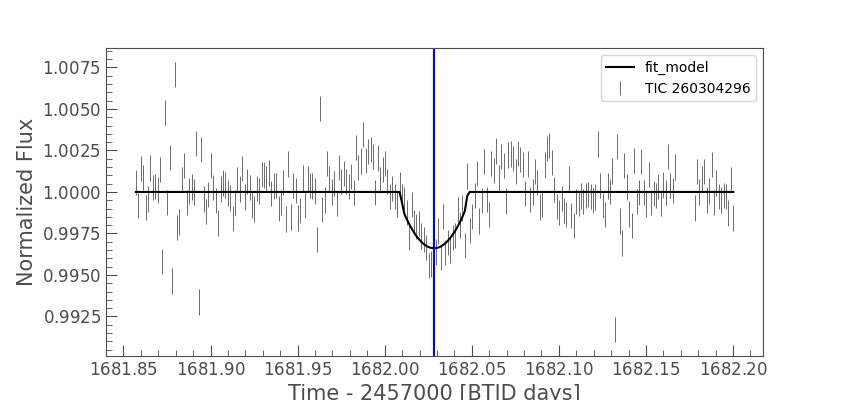 fit_model
TIC 260304296
1.0075
1.0050
1.0025
1.0000
0.9975
0.9950
0.9925
Normalized Flux
1681.85 1681.90 1681.95 1682.00 1682.05 1682.10 1682.15 1682.20
Time - 2457000 [BTJD days]